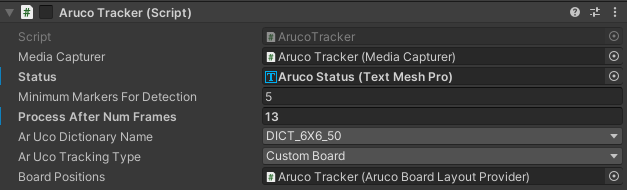 Aruco Tracker (Script)
Script ArucoTracker
Media Capturer Aruco Tracker (Media Capturer)
Status Aruco Status (Text Mesh Pro)
Minimum Markers For Detection 5
Process After Num Frames 13
Ar Uco Dictionary Name DICT_6X6_50
Ar Uco Tracking Type Custom Board
Board Positions Aruco Tracker (Aruco Board Layout Provider)